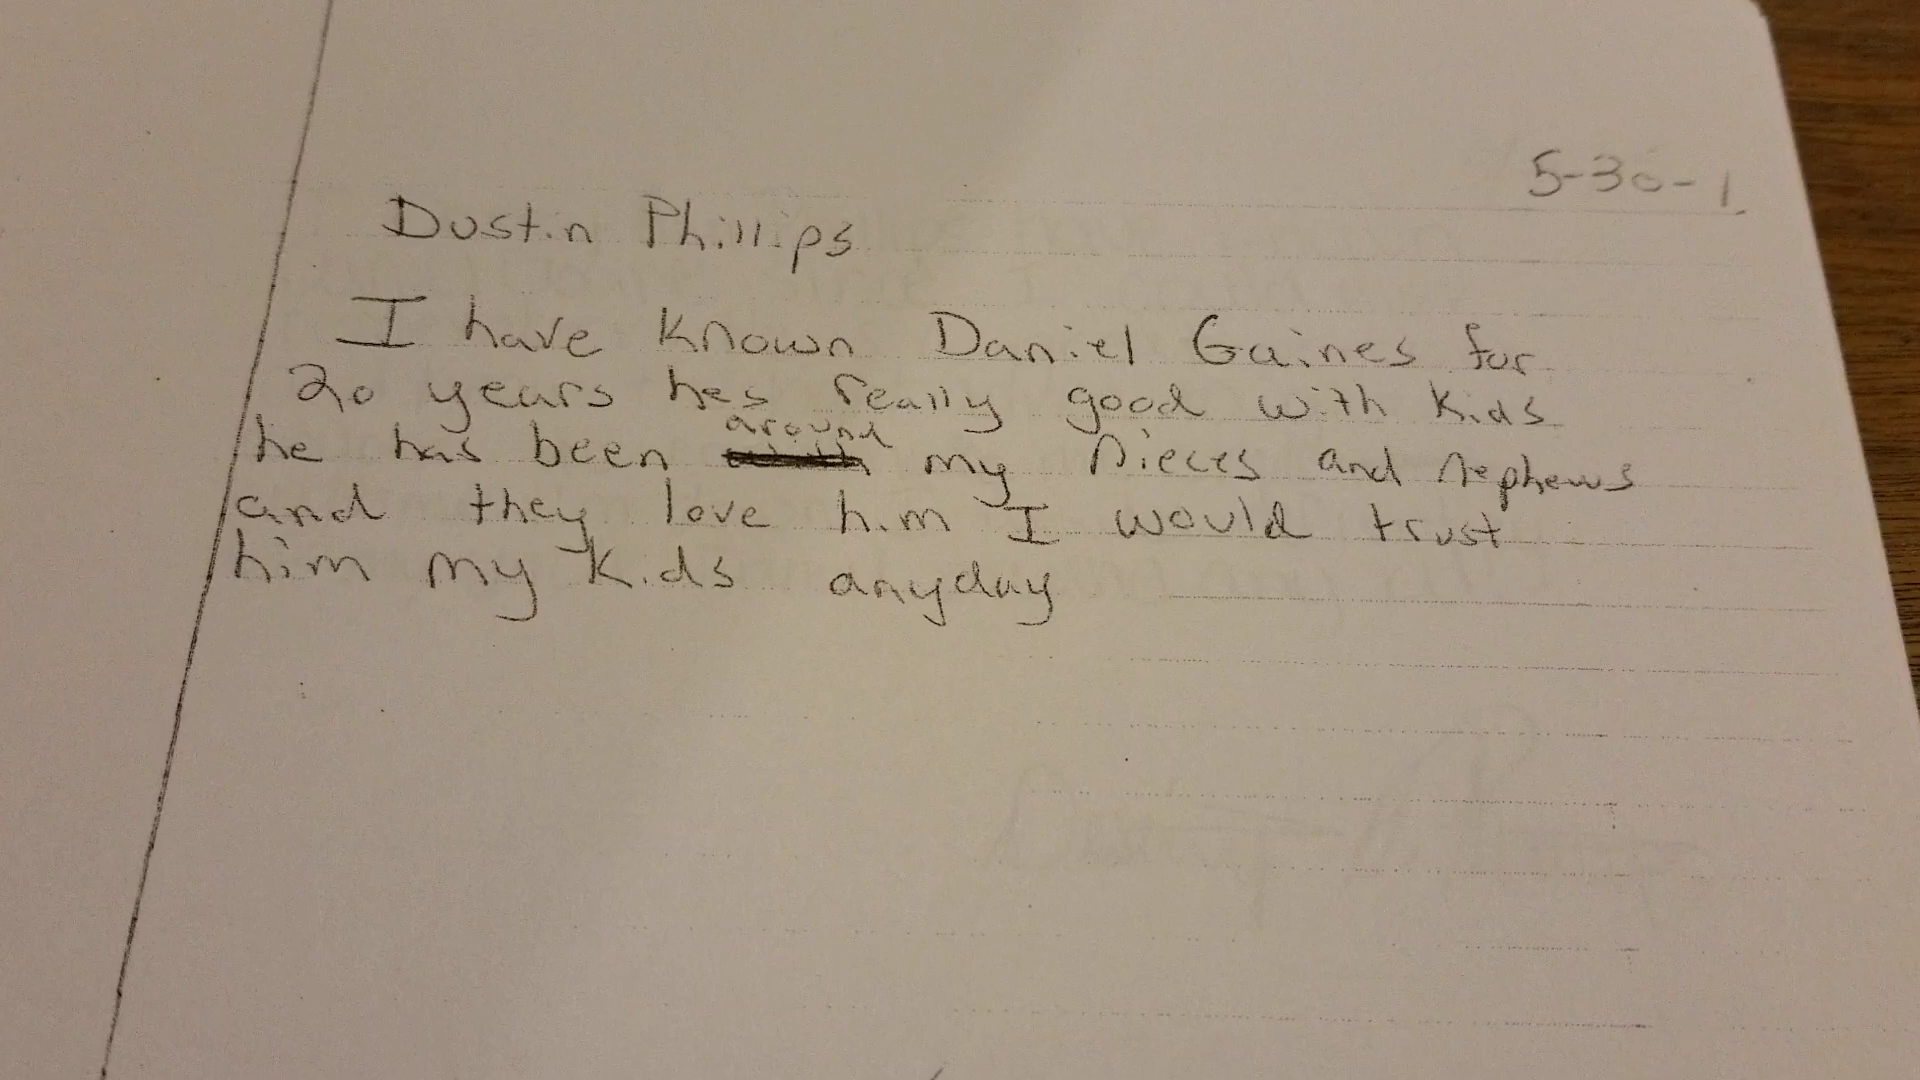 5-30-1
Dustin Phillips
I have known Daniel Gaines for
20 years hes really good with kids
he has been around my nieces and nephews
and they love him I would trust
him my kids anyday